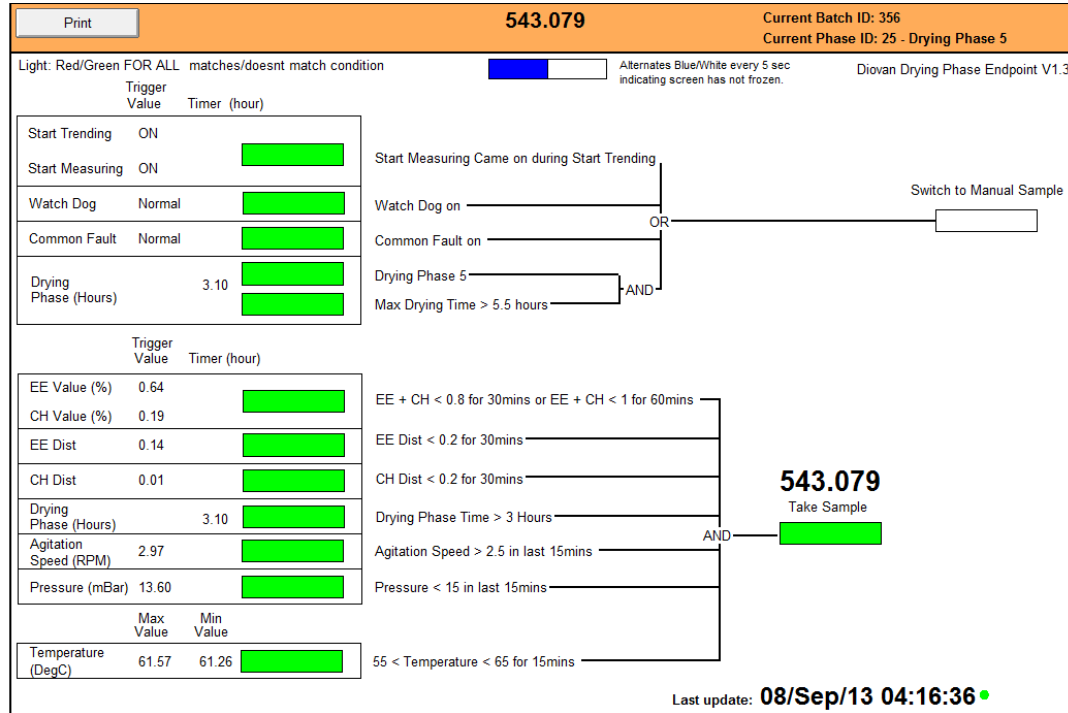 Print
543.079
Current Batch ID: 356
Current Phase ID: 25 - Drying Phase 5
Light: Red/Green FOR ALL matches/doesnt match condition
Alternates Blue/White every 5 sec
indicating screen has not frozen.
Diovan Drying Phase Endpoint V1.3
Trigger
Value Timer (hour)
Start Trending ON
Start Measuring ON
Start Measuring Came on during Start Trending
Watch Dog Normal
Watch Dog on
Switch to Manual Sample
OR
Common Fault Normal
Common Fault on
Drying
Phase (Hours) 3.10
Drying Phase 5
AND
Max Drying Time > 5.5 hours
Trigger
Value Timer (hour)
EE Value (%) 0.64
CH Value (%) 0.19
EE + CH < 0.8 for 30mins or EE + CH < 1 for 60mins
EE Dist 0.14
EE Dist < 0.2 for 30mins
CH Dist 0.01
CH Dist < 0.2 for 30mins
543.079
Take Sample
Drying
Phase (Hours) 3.10
Drying Phase Time > 3 Hours
AND
Agitation
Speed (RPM) 2.97
Agitation Speed > 2.5 in last 15mins
Pressure (mBar) 13.60
Pressure < 15 in last 15mins
Max Min
Value Value
Temperature
(DegC) 61.57 61.26
55 < Temperature < 65 for 15mins
Last update: 08/Sep/13 04:16:36